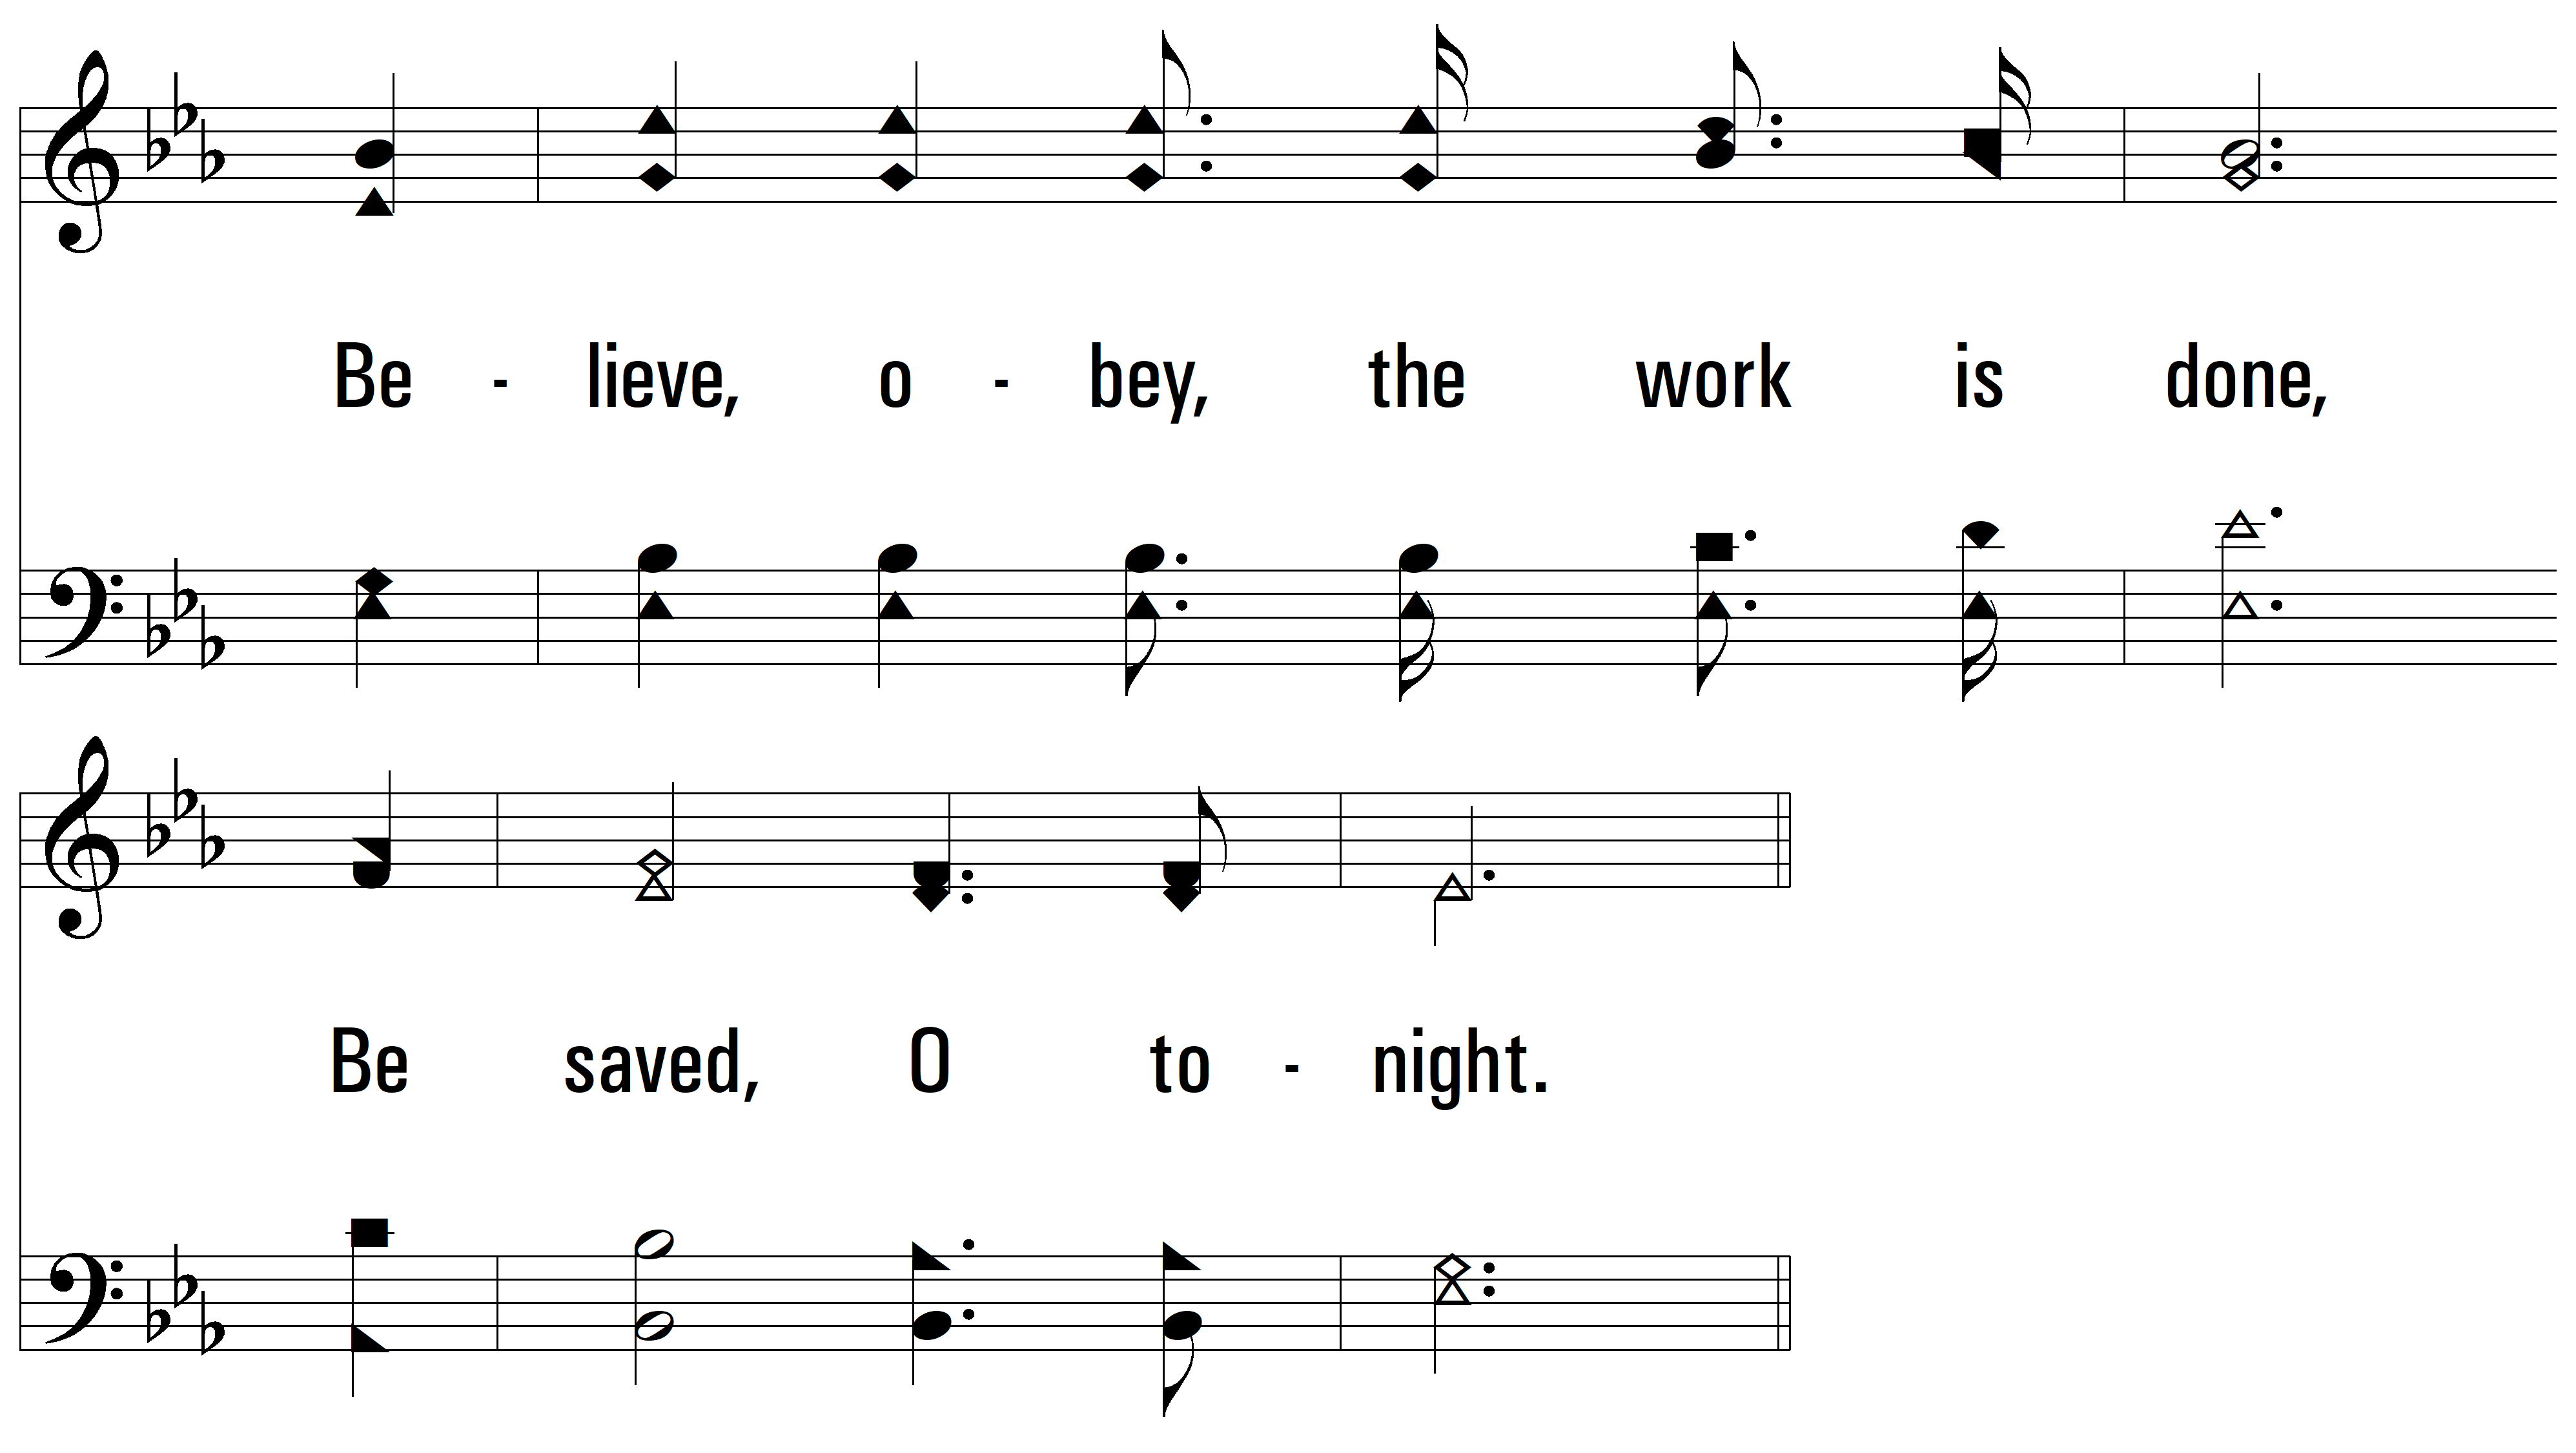 Be - lieve, o - bey, the work is done,
Be saved, O to - night.